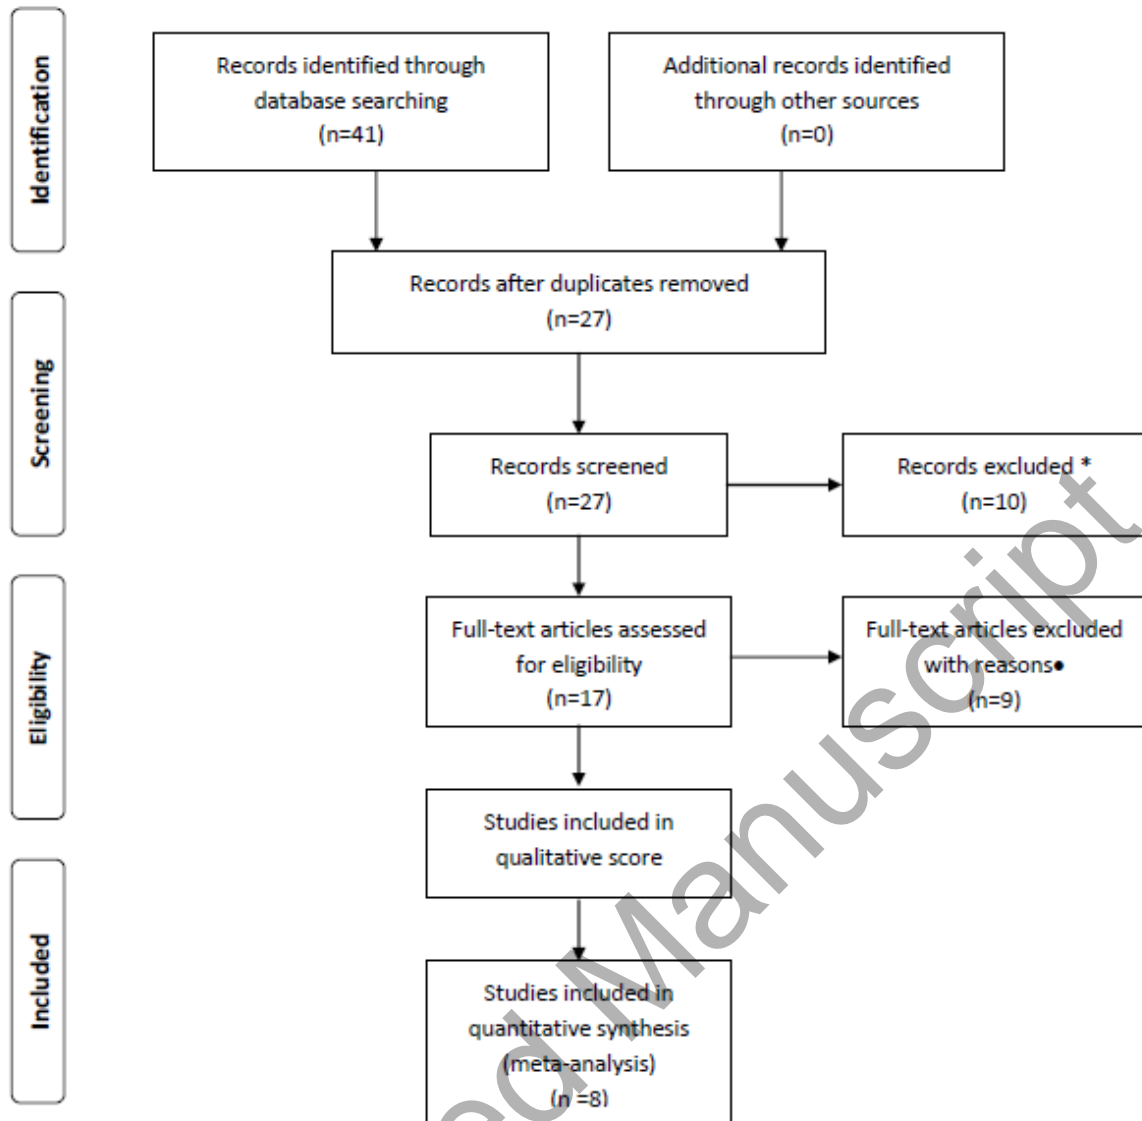 Identification
Records identified through
database searching
(n=41)
Additional records identified
through other sources
(n=0)
Records after duplicates removed
(n=27)
Screening
Records screened
(n=27)
Records excluded *
(n=10)
Eligibility
Full-text articles assessed
for eligibility
(n=17)
Full-text articles excluded
with reasons●
(n=9)
Studies included in
qualitative score
Included
Studies included in
quantitative synthesis
(meta-analysis)
(n =8)
ed Manuscript